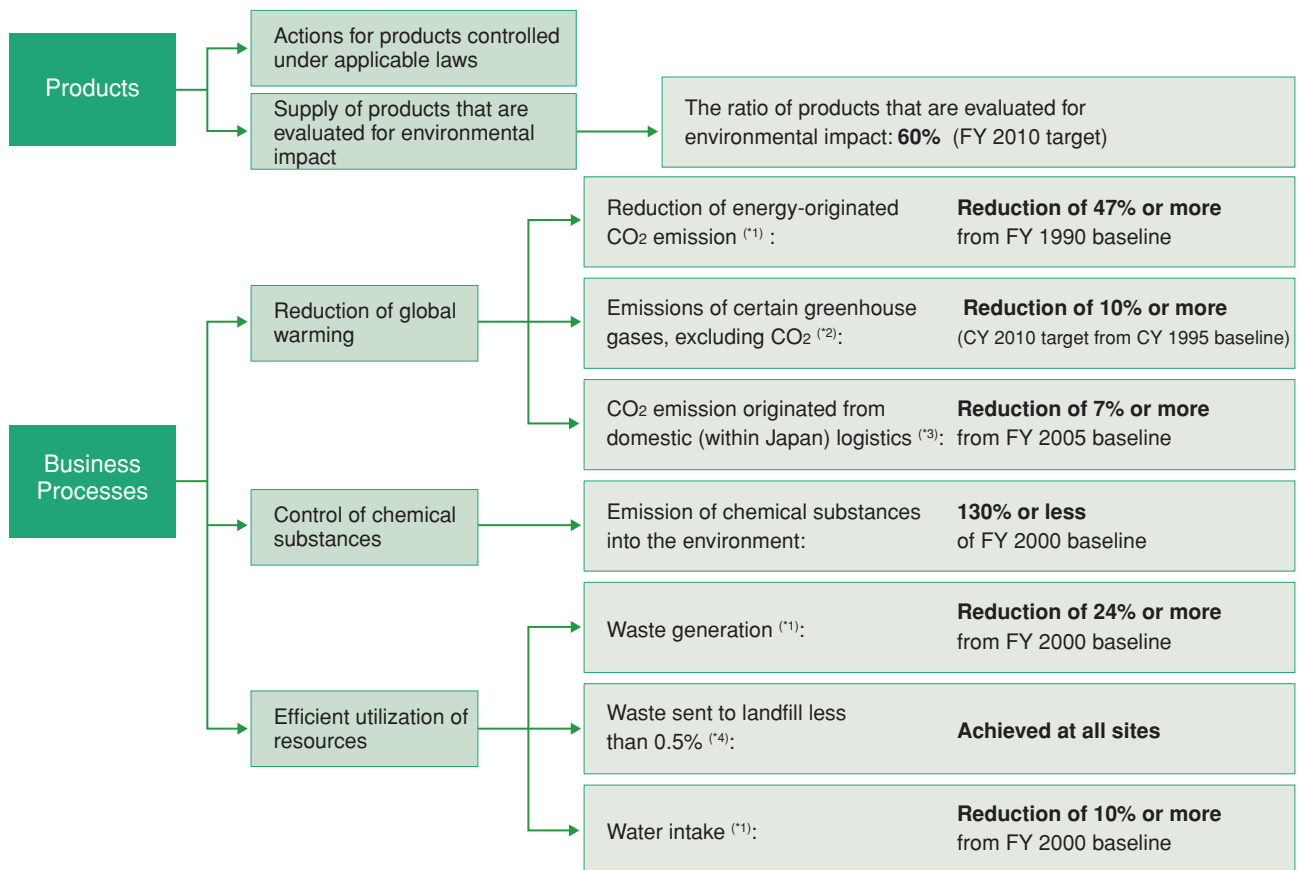 Products
Actions for products controlled
under applicable laws
Supply of products that are
evaluated for environmental
impact
The ratio of products that are evaluated for
environmental impact: 60% (FY 2010 target)
Business
Processes
Reduction of global
warming
Reduction of energy-originated
CO2 emission (*1) :
Reduction of 47% or more
from FY 1990 baseline
Emissions of certain greenhouse
gases, excluding CO2 (*2):
Reduction of 10% or more
(CY 2010 target from CY 1995 baseline)
CO2 emission originated from
domestic (within Japan) logistics (*3):
Reduction of 7% or more
from FY 2005 baseline
Control of chemical
substances
Emission of chemical substances
into the environment:
130% or less
of FY 2000 baseline
Efficient utilization of
resources
Waste generation (*1):
Reduction of 24% or more
from FY 2000 baseline
Waste sent to landfill less
than 0.5% (*4):
Achieved at all sites
Water intake (*1):
Reduction of 10% or more
from FY 2000 baseline